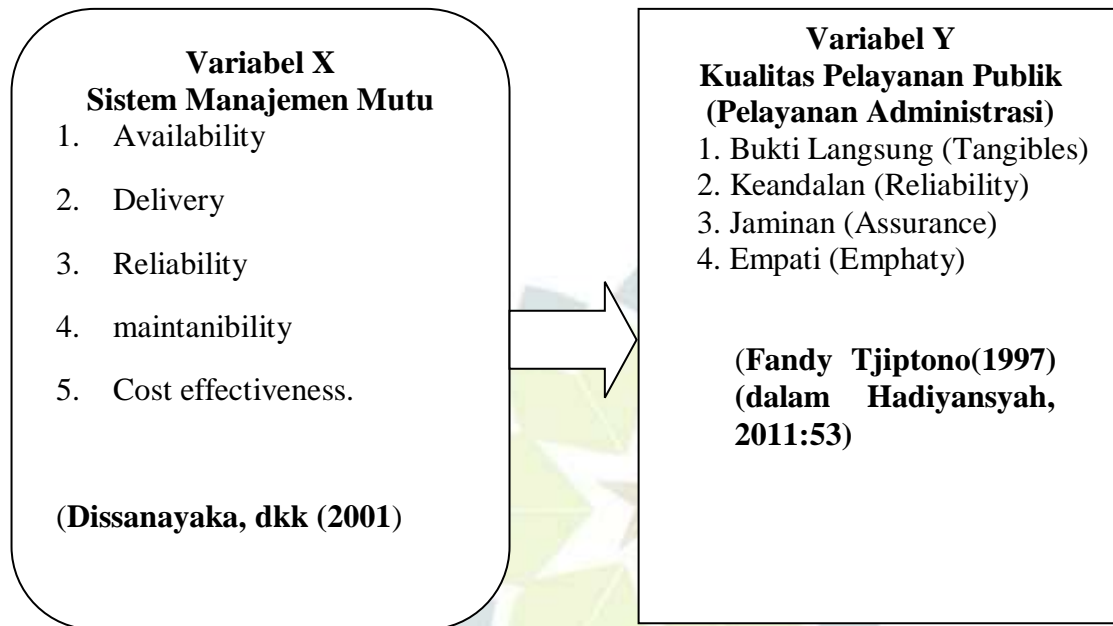 Variabel X
Sistem Manajemen Mutu
1. Availability
2. Delivery
3. Reliability
4. maintanibility
5. Cost effectiveness.
(Dissanayaka, dkk (2001)
Variabel Y
Kualitas Pelayanan Publik
(Pelayanan Administrasi)
1. Bukti Langsung (Tangibles)
2. Keandalan (Reliability)
3. Jaminan (Assurance)
4. Empati (Emphaty)
(Fandy Tjiptono(1997)
(dalam Hadiyansyah,
2011:53)